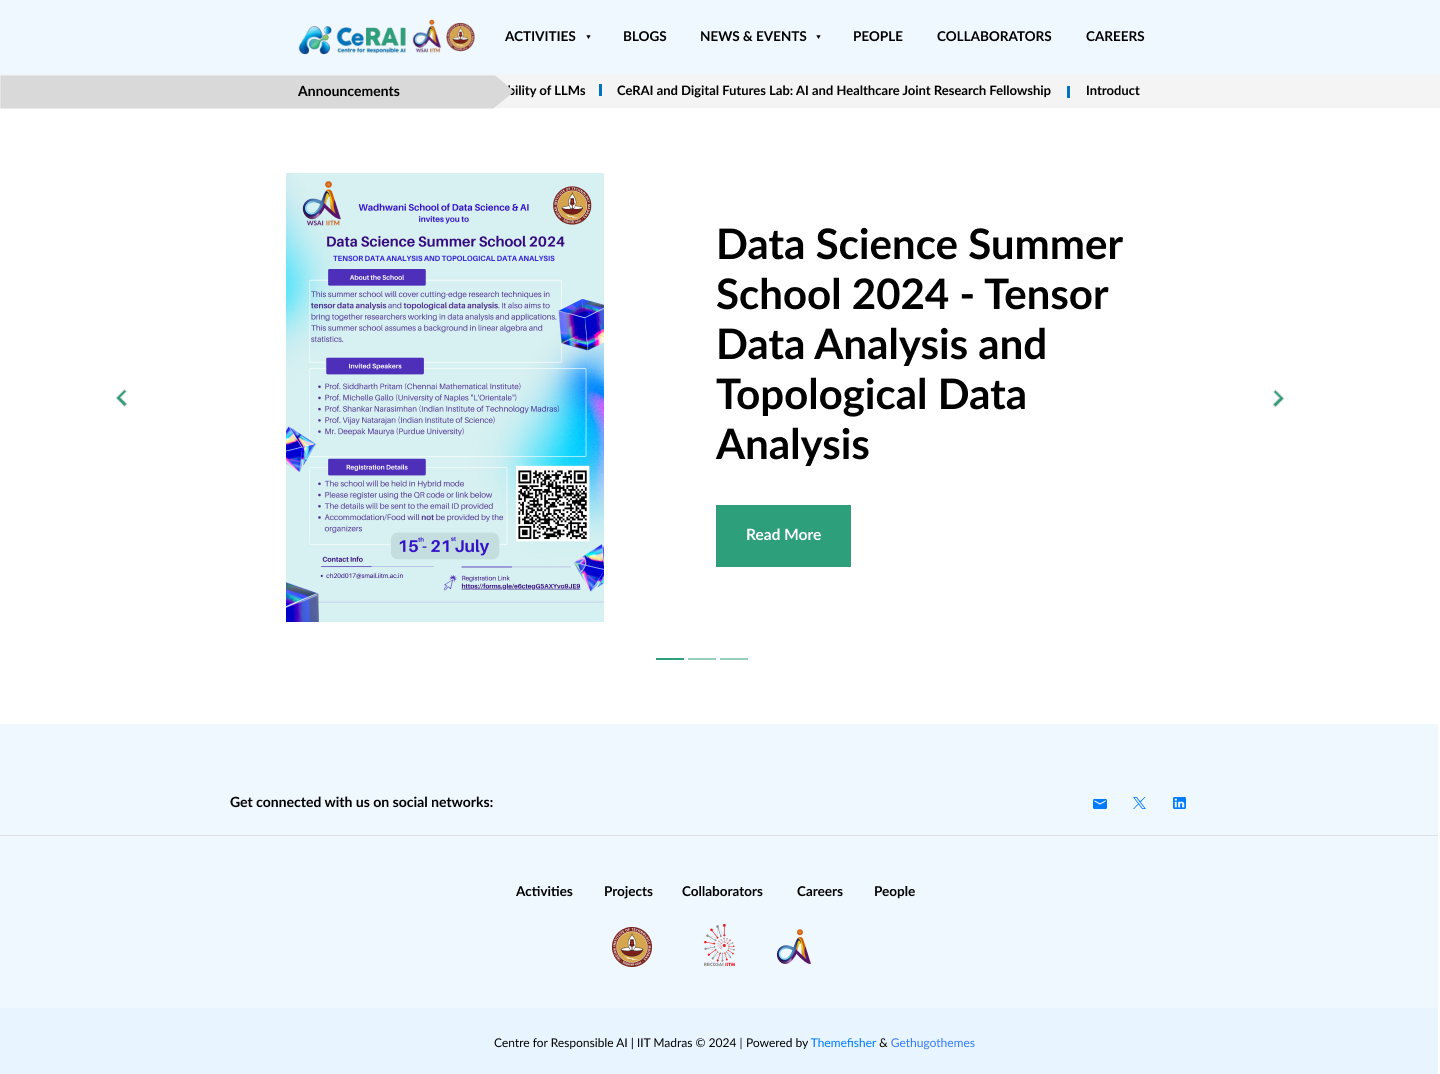 CeRAI
Centre for Responsible AI
WSAI IITM
ACTIVITIES
BLOGS
NEWS & EVENTS
PEOPLE
COLLABORATORS
CAREERS
Announcements
bility of LLMs
CeRAI and Digital Futures Lab: AI and Healthcare Joint Research Fellowship
Introduct
WSAI IITM
Wadhwani School of Data Science & AI
invites you to
Data Science Summer School 2024
TENSOR DATA ANALYSIS AND TOPOLOGICAL DATA ANALYSIS
About the School
This summer school will cover cutting-edge research techniques in
tensor data analysis and topological data analysis. It also aims to
bring together researchers working in data analysis and applications.
This summer school assumes a background in linear algebra and
statistics.
Invited Speakers
• Prof. Siddharth Pritam (Chennai Mathematical Institute)
• Prof. Michelle Gallo (University of Naples "L'Orientale")
• Prof. Shankar Narasimhan (Indian Institute of Technology Madras)
• Prof. Vijay Natarajan (Indian Institute of Science)
• Mr. Deepak Maurya (Purdue University)
Registration Details
• The school will be held in Hybrid mode
• Please register using the QR code or link below
• The details will be sent to the email ID provided
• Accommodation/Food will not be provided by the
organizers
15th - 21st July
Contact Info
• ch20d017@smail.iitm.ac.in
Registration Link
https://forms.gle/e6ctegG5AXYvo9JE9
Data Science Summer
School 2024 - Tensor
Data Analysis and
Topological Data
Analysis
Read More
Get connected with us on social networks:
Activities
Projects
Collaborators
Careers
People
RBCDSAI IITM
Centre for Responsible AI | IIT Madras © 2024 | Powered by Themefisher & Gethugothemes